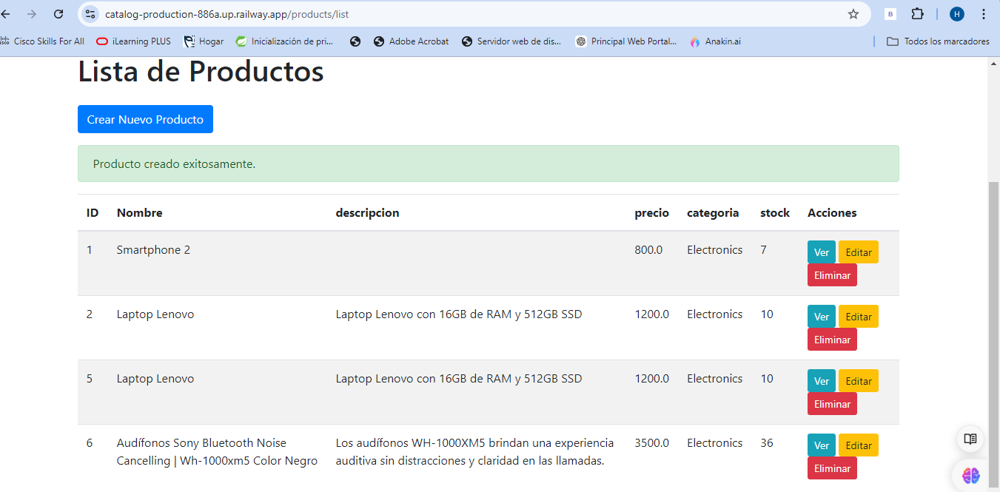 catalog-production-886a.up.railway.app/products/list
B
H
Cisco Skills For All
iLearning PLUS
Hogar
Inicialización de pri...
Adobe Acrobat
Servidor web de dis...
Principal Web Portal...
Anakin.ai
Todos los marcadores
Lista de Productos
Crear Nuevo Producto
Producto creado exitosamente.
ID Nombre descripcion precio categoria stock Acciones
1 Smartphone 2 800.0 Electronics 7 Ver Editar
Eliminar
2 Laptop Lenovo Laptop Lenovo con 16GB de RAM y 512GB SSD 1200.0 Electronics 10 Ver Editar
Eliminar
5 Laptop Lenovo Laptop Lenovo con 16GB de RAM y 512GB SSD 1200.0 Electronics 10 Ver Editar
Eliminar
6 Audífonos Sony Bluetooth Noise Los audífonos WH-1000XM5 brindan una experiencia 3500.0 Electronics 36 Ver Editar
Cancelling | Wh-1000xm5 Color Negro auditiva sin distracciones y claridad en las llamadas. Eliminar